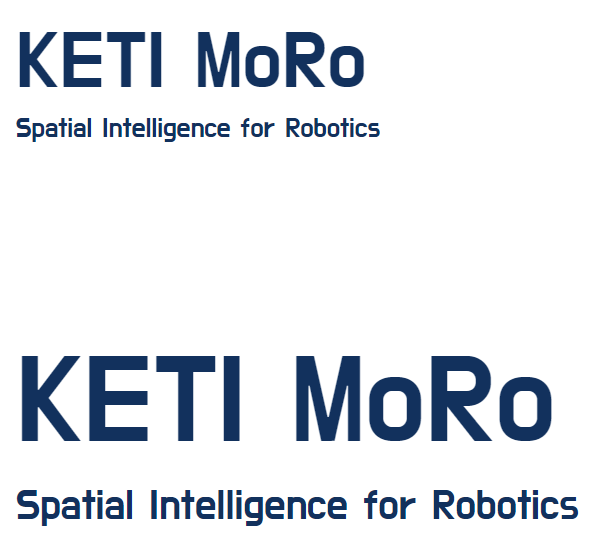 KETI MoRo
Spatial Intelligence for Robotics
KETI MoRo
Spatial Intelligence for Robotics